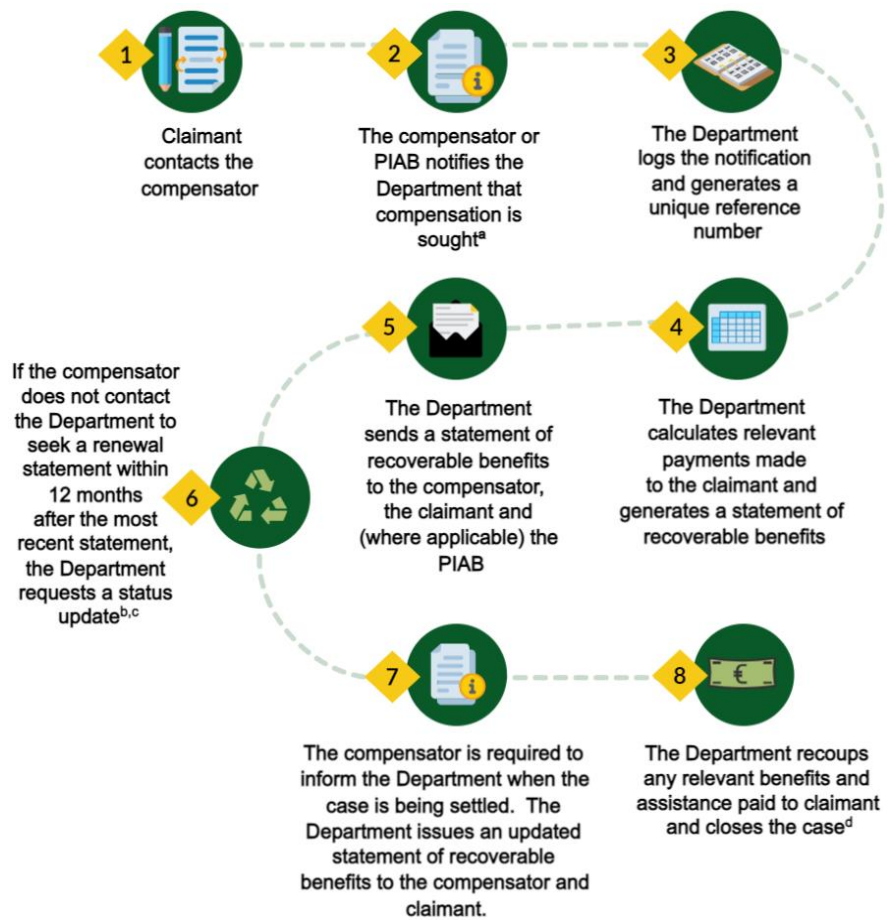 1
Claimant
contacts the
compensator
2
The compensator or
PIAB notifies the
Department that
compensation is
soughtᵃ
3
The Department
logs the notification
and generates a
unique reference
number
4
The Department
calculates relevant
payments made
to the claimant and
generates a statement of
recoverable benefits
5
The Department
sends a statement of
recoverable benefits
to the compensator,
the claimant and
(where applicable) the
PIAB
6
If the compensator
does not contact
the Department to
seek a renewal
statement within
12 months
after the most
recent statement,
the Department
requests a status
updateᵇ,ᶜ
7
The compensator is required to
inform the Department when the
case is being settled. The
Department issues an updated
statement of recoverable
benefits to the compensator and
claimant.
8
€
The Department recoups
any relevant benefits and
assistance paid to claimant
and closes the caseᵈ